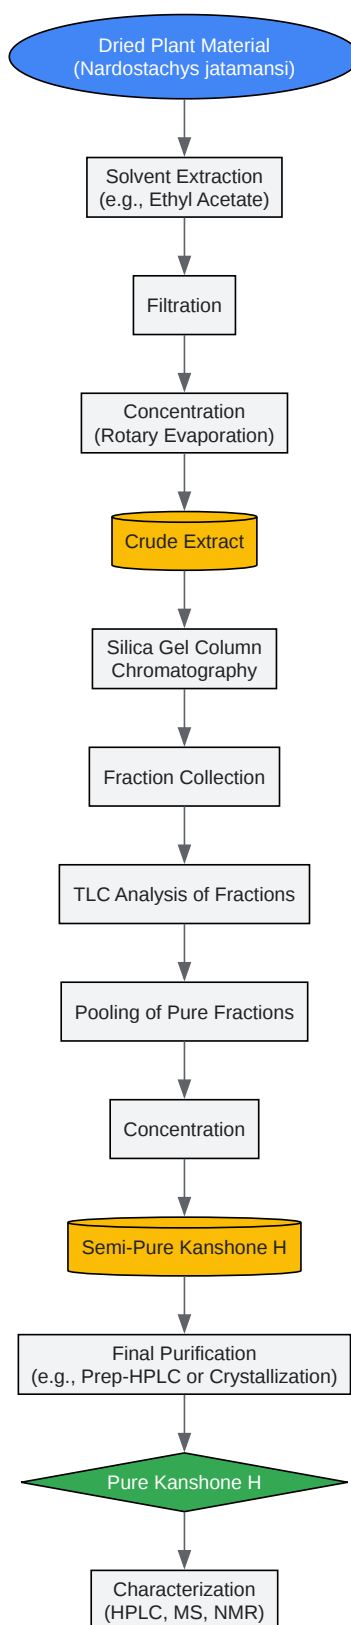 Dried Plant Material
(Nardostachys jatamansi)
Solvent Extraction
(e.g., Ethyl Acetate)
Filtration
Concentration
(Rotary Evaporation)
Crude Extract
Silica Gel Column
Chromatography
Fraction Collection
TLC Analysis of Fractions
Pooling of Pure Fractions
Concentration
Semi-Pure Kanshone H
Final Purification
(e.g., Prep-HPLC or Crystallization)
Pure Kanshone H
Characterization
(HPLC, MS, NMR)